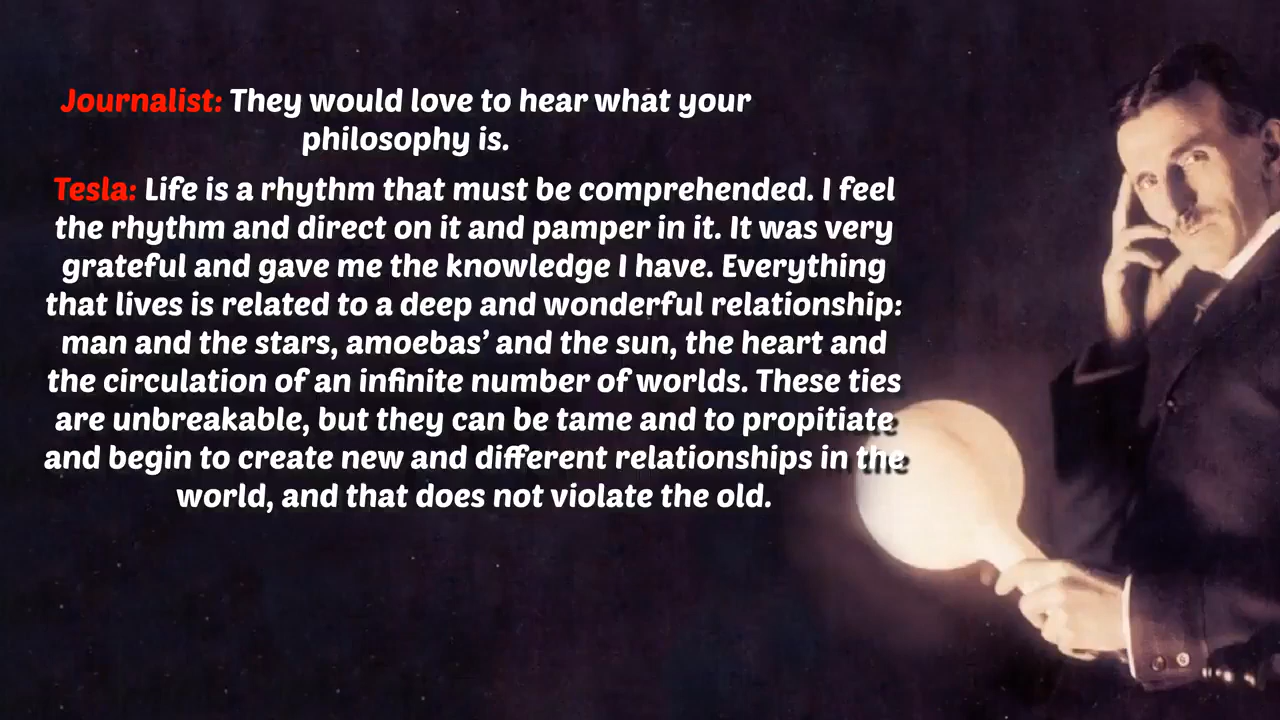 Journalist: They would love to hear what your
philosophy is.
Tesla: Life is a rhythm that must be comprehended. I feel
the rhythm and direct on it and pamper in it. It was very
grateful and gave me the knowledge I have. Everything
that lives is related to a deep and wonderful relationship:
man and the stars, amoebas’ and the sun, the heart and
the circulation of an infinite number of worlds. These ties
are unbreakable, but they can be tame and to propitiate
and begin to create new and different relationships in the
world, and that does not violate the old.